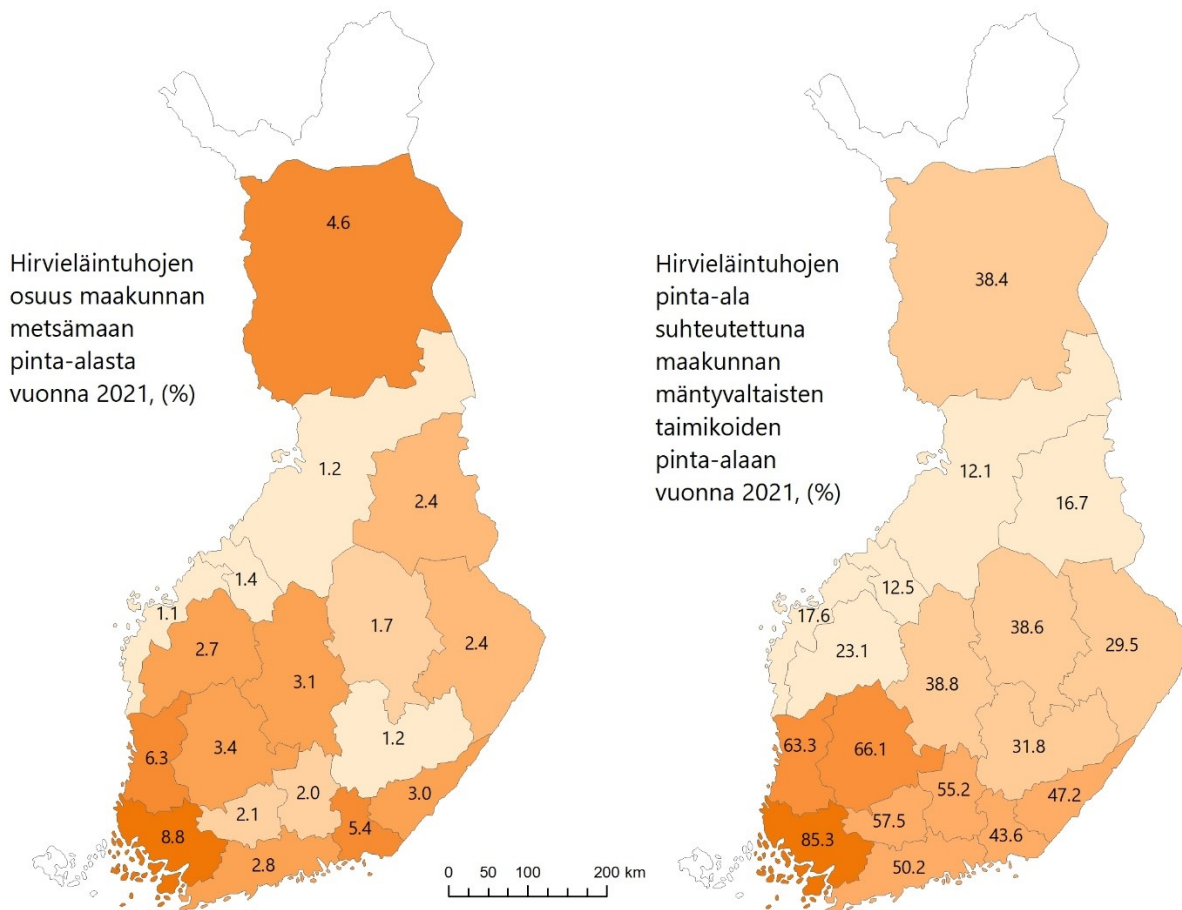 Hirvieläintuhojen
osuus maakunnan
metsämaan
pinta-alasta
vuonna 2021, (%)
4.6
1.2
2.4
1.4
1.1
2.7
1.7
2.4
3.1
1.2
6.3
3.4
2.0
3.0
2.1
5.4
8.8
2.8
0 50 100 200 km
Hirvieläintuhojen
pinta-ala
suhteutettuna
maakunnan
mäntyvaltaisten
taimikoiden
pinta-alaan
vuonna 2021, (%)
38.4
12.1
16.7
12.5
17.6
23.1
38.6
29.5
38.8
31.8
63.3
66.1
55.2
47.2
57.5
43.6
85.3
50.2